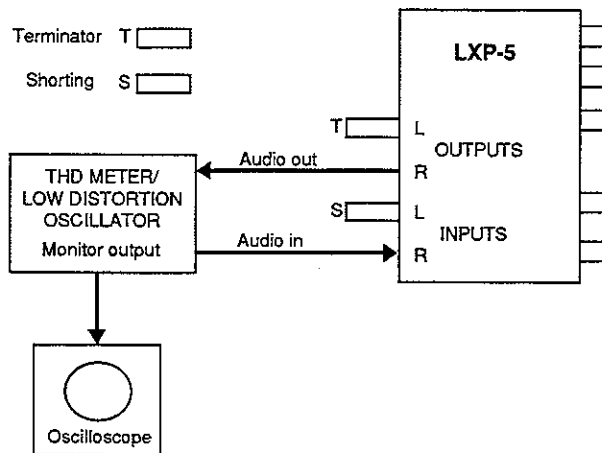 Terminator T
Shorting S
LXP-5
T
L
OUTPUTS
R
Audio out
S
L
INPUTS
R
Audio in
THD METER/
LOW DISTORTION
OSCILLATOR
Monitor output
Oscilloscope